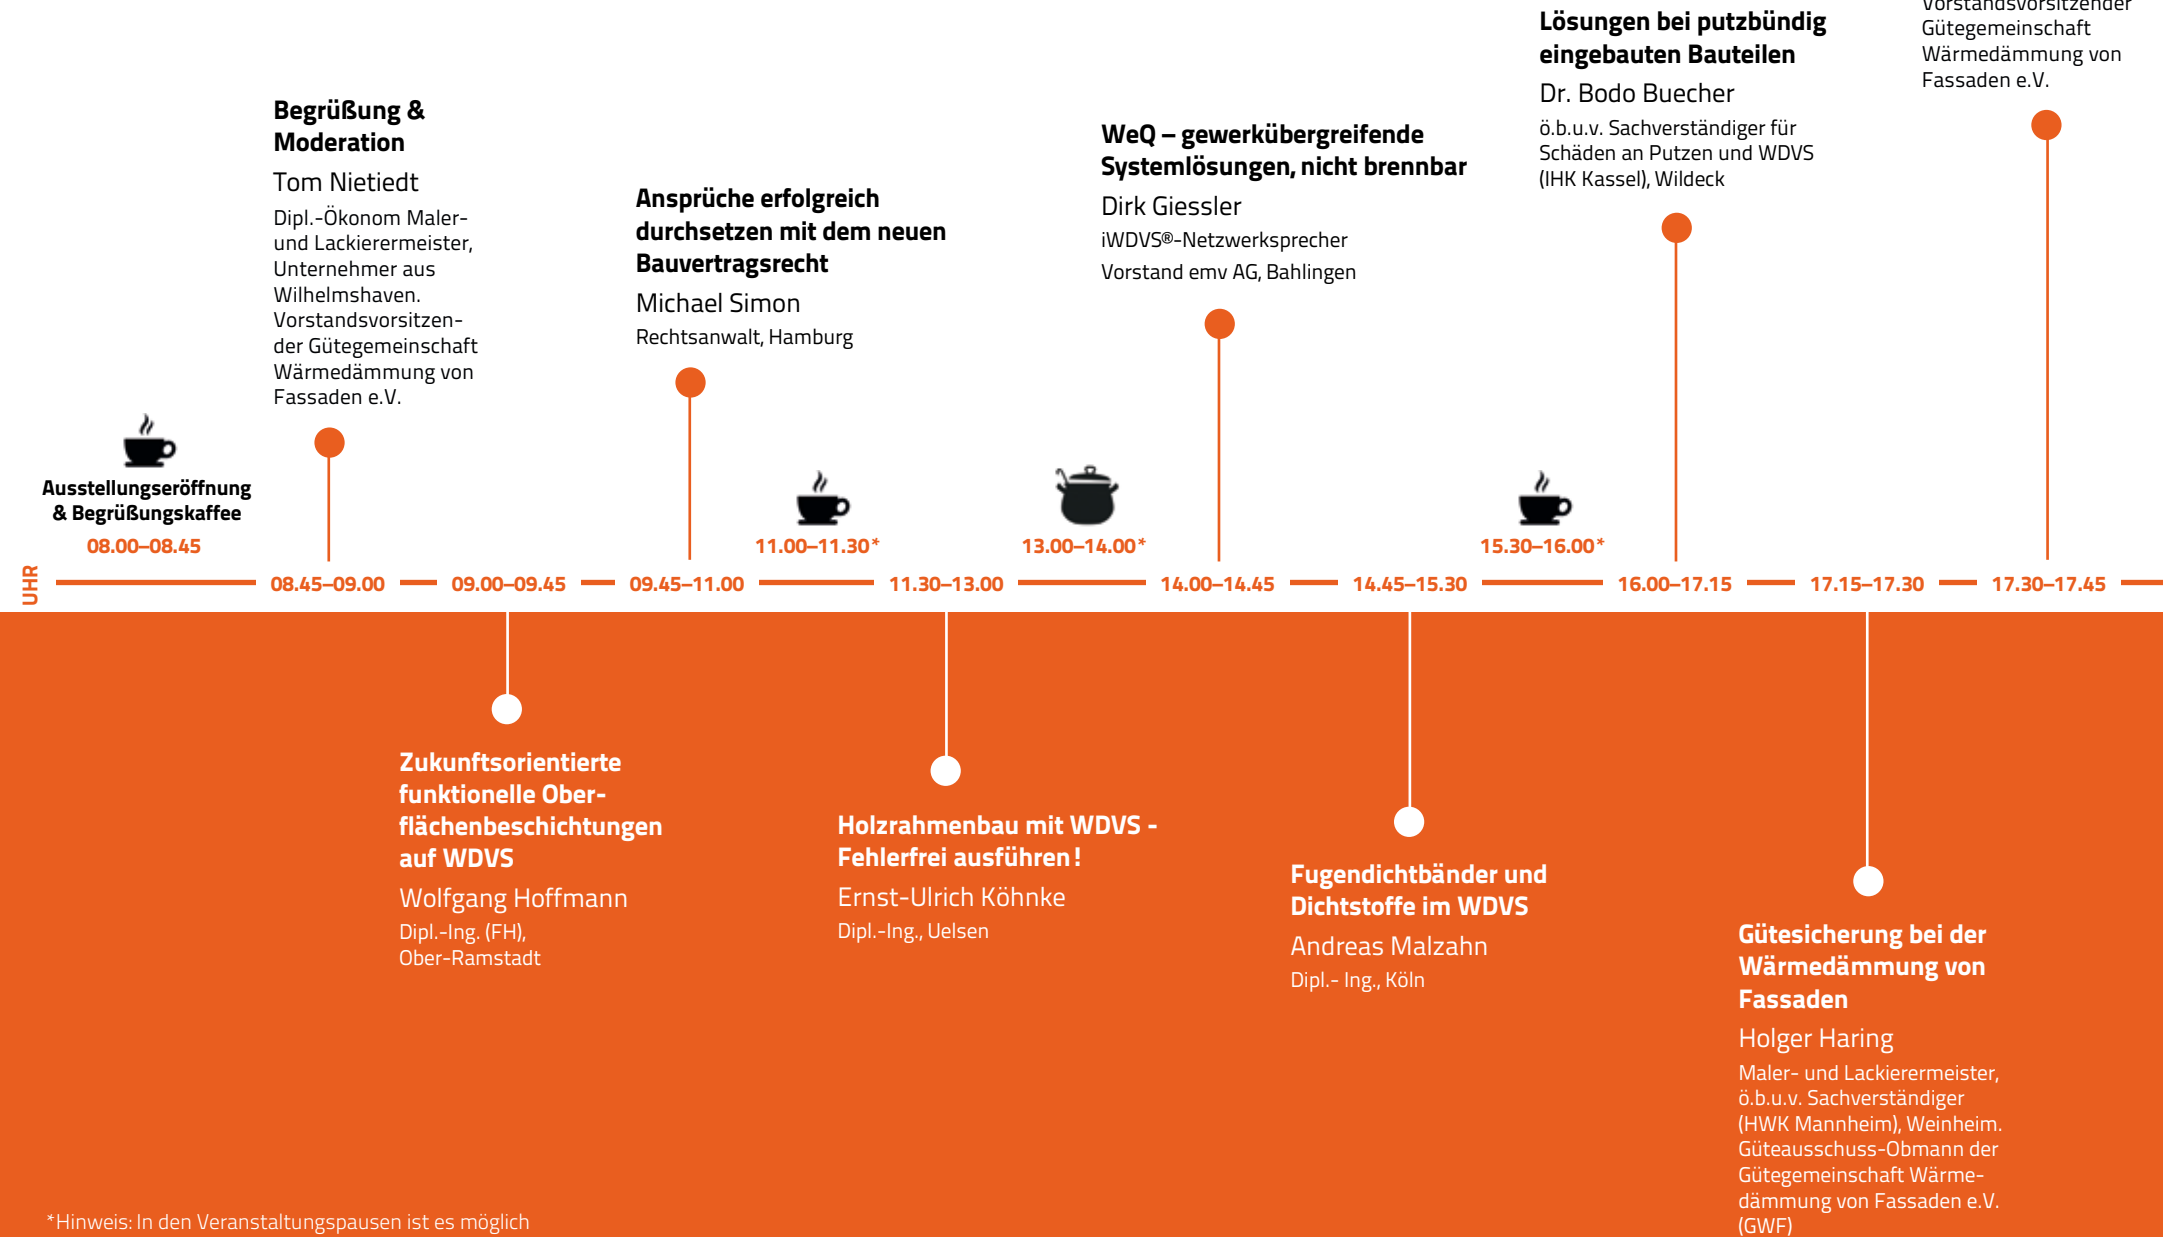 Ausstellungseröffnung
& Begrüßungskaffee
08.00–08.45
Begrüßung &
Moderation
Tom Nietiedt
Dipl.-Ökonom Maler-
und Lackierermeister,
Unternehmer aus
Wilhelmshaven.
Vorstandsvorsitzen-
der Gütegemeinschaft
Wärmedämmung von
Fassaden e.V.
Ansprüche erfolgreich
durchsetzen mit dem neuen
Bauvertragsrecht
Michael Simon
Rechtsanwalt, Hamburg
11.00–11.30*
13.00–14.00*
WeQ – gewerkübergreifende
Systemlösungen, nicht brennbar
Dirk Giessler
iWDVS®-Netzwerksprecher
Vorstand emv AG, Bahlingen
15.30–16.00*
Lösungen bei putzbündig
eingebauten Bauteilen
Dr. Bodo Buecher
ö.b.u.v. Sachverständiger für
Schäden an Putzen und WDVS
(IHK Kassel), Wildeck
Vorstandsvorsitzender
Gütegemeinschaft
Wärmedämmung von
Fassaden e.V.
UHR
08.45–09.00
09.00–09.45
09.45–11.00
11.30–13.00
14.00–14.45
14.45–15.30
16.00–17.15
17.15–17.30
17.30–17.45
Zukunftsorientierte
funktionelle Ober-
flächenbeschichtungen
auf WDVS
Wolfgang Hoffmann
Dipl.-Ing. (FH),
Ober-Ramstadt
Holzrahmenbau mit WDVS -
Fehlerfrei ausführen!
Ernst-Ulrich Köhnke
Dipl.-Ing., Uelsen
Fugendichtbänder und
Dichtstoffe im WDVS
Andreas Malzahn
Dipl.- Ing., Köln
Gütesicherung bei der
Wärmedämmung von
Fassaden
Holger Haring
Maler- und Lackierermeister,
ö.b.u.v. Sachverständiger
(HWK Mannheim), Weinheim.
Güteausschuss-Obmann der
Gütegemeinschaft Wärme-
dämmung von Fassaden e.V.
(GWF)
*Hinweis: In den Veranstaltungspausen ist es möglich